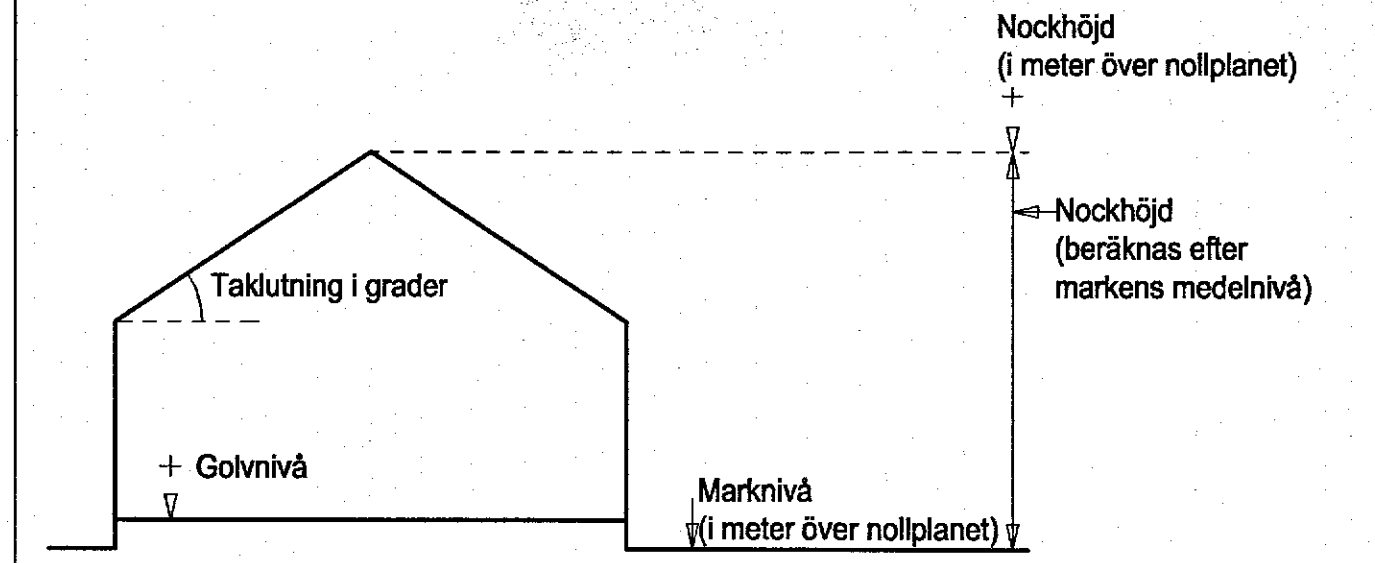 Nockhöjd
(i meter över nollplanet)
+
Nockhöjd
(beräknas efter
markens medelnivå)
Taklutning i grader
+ Golvnivå
Marknivå
(i meter över nollplanet)